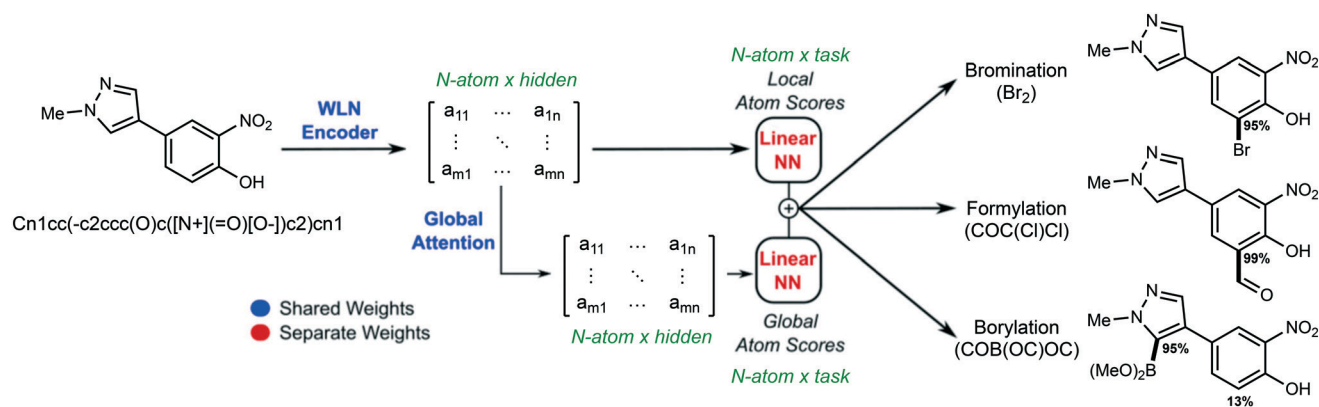 N
N
Me
NO₂
OH
Cn1cc(-c2ccc(O)c([N+](=O)[O-])c2)cn1
WLN
Encoder
N-atom x hidden
a₁₁ ⋯ a₁ₙ
⋮ ⋱ ⋮
aₘ₁ ⋯ aₘₙ
Global
Attention
a₁₁ ⋯ a₁ₙ
⋮ ⋱ ⋮
aₘ₁ ⋯ aₘₙ
N-atom x hidden
Shared Weights
Separate Weights
N-atom x task
Local
Atom Scores
Linear
NN
+
Linear
NN
Global
Atom Scores
N-atom x task
Bromination
(Br₂)
N
Me N
NO₂
OH
95%
Br
Formylation
(COC(Cl)Cl)
N
Me N
NO₂
OH
99%
O
Borylation
(COB(OC)OC)
N
Me N
NO₂
95%
(MeO)₂B
OH
13%